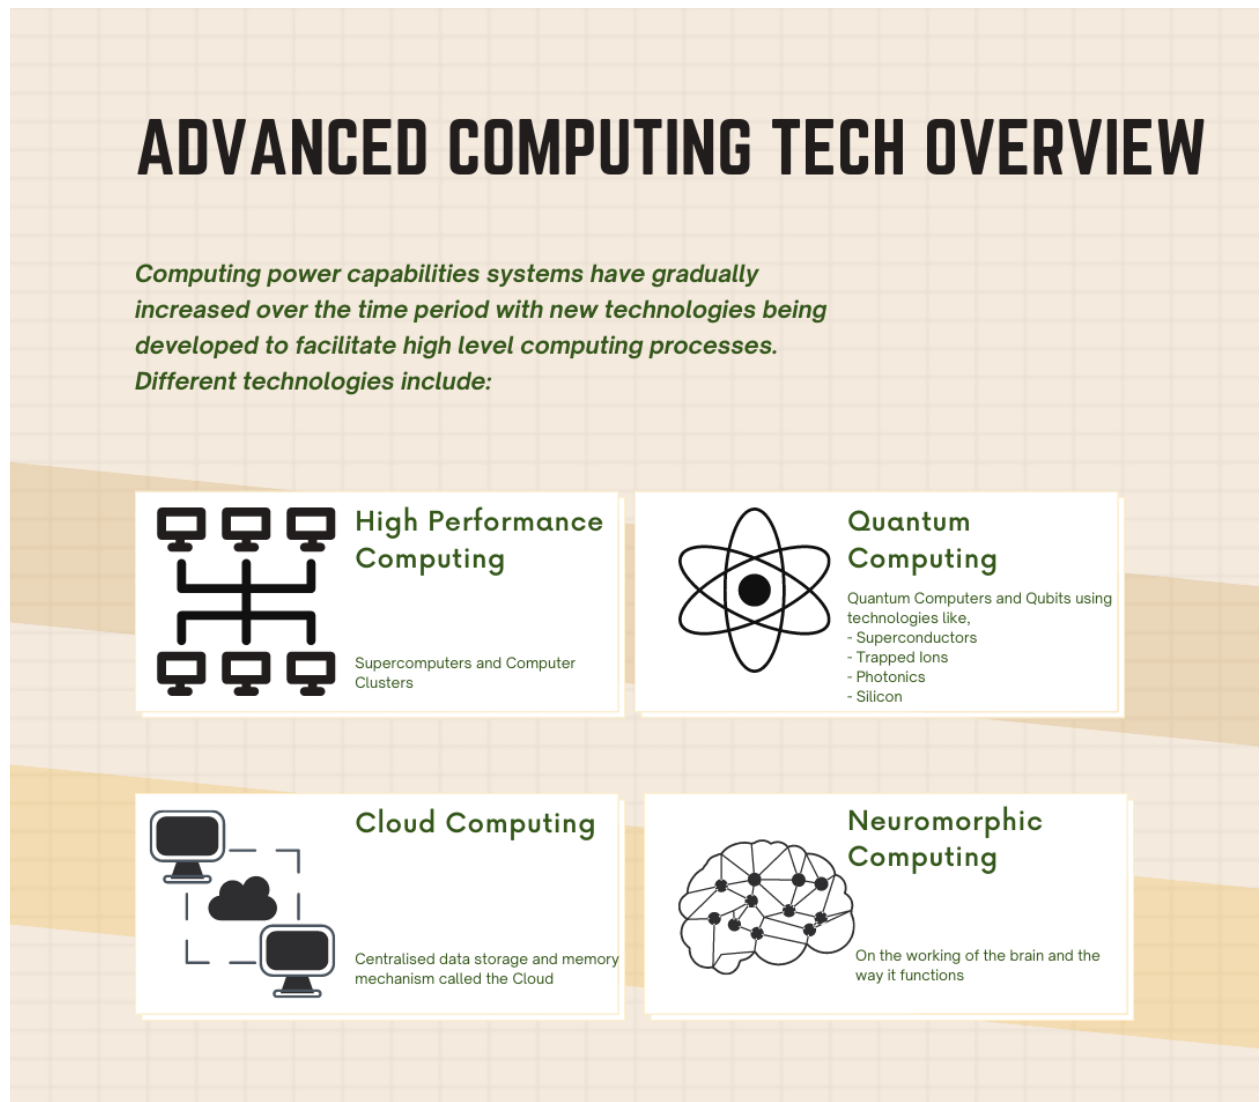 ADVANCED COMPUTING TECH OVERVIEW
Computing power capabilities systems have gradually
increased over the time period with new technologies being
developed to facilitate high level computing processes.
Different technologies include:
High Performance
Computing
Supercomputers and Computer
Clusters
Quantum
Computing
Quantum Computers and Qubits using
technologies like,
- Superconductors
- Trapped Ions
- Photonics
- Silicon
Cloud Computing
Centralised data storage and memory
mechanism called the Cloud
Neuromorphic
Computing
On the working of the brain and the
way it functions